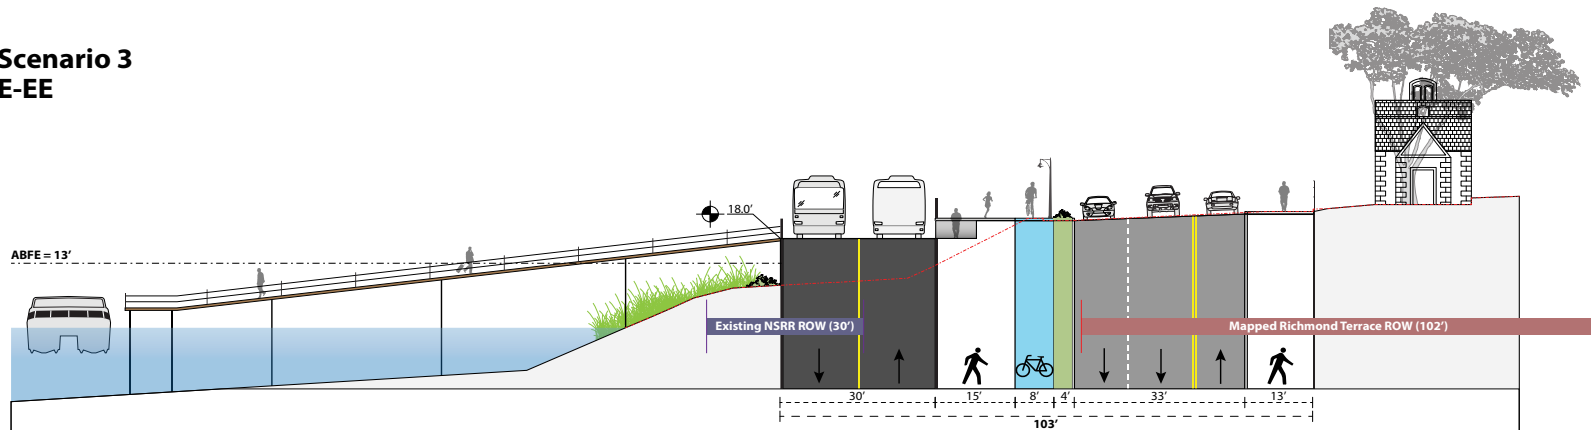 Scenario 3
E-EE
18.0'
ABFE = 13'
Existing NSRR ROW (30')
Mapped Richmond Terrace ROW (102')
30'
15'
8'
4'
33'
13'
103'